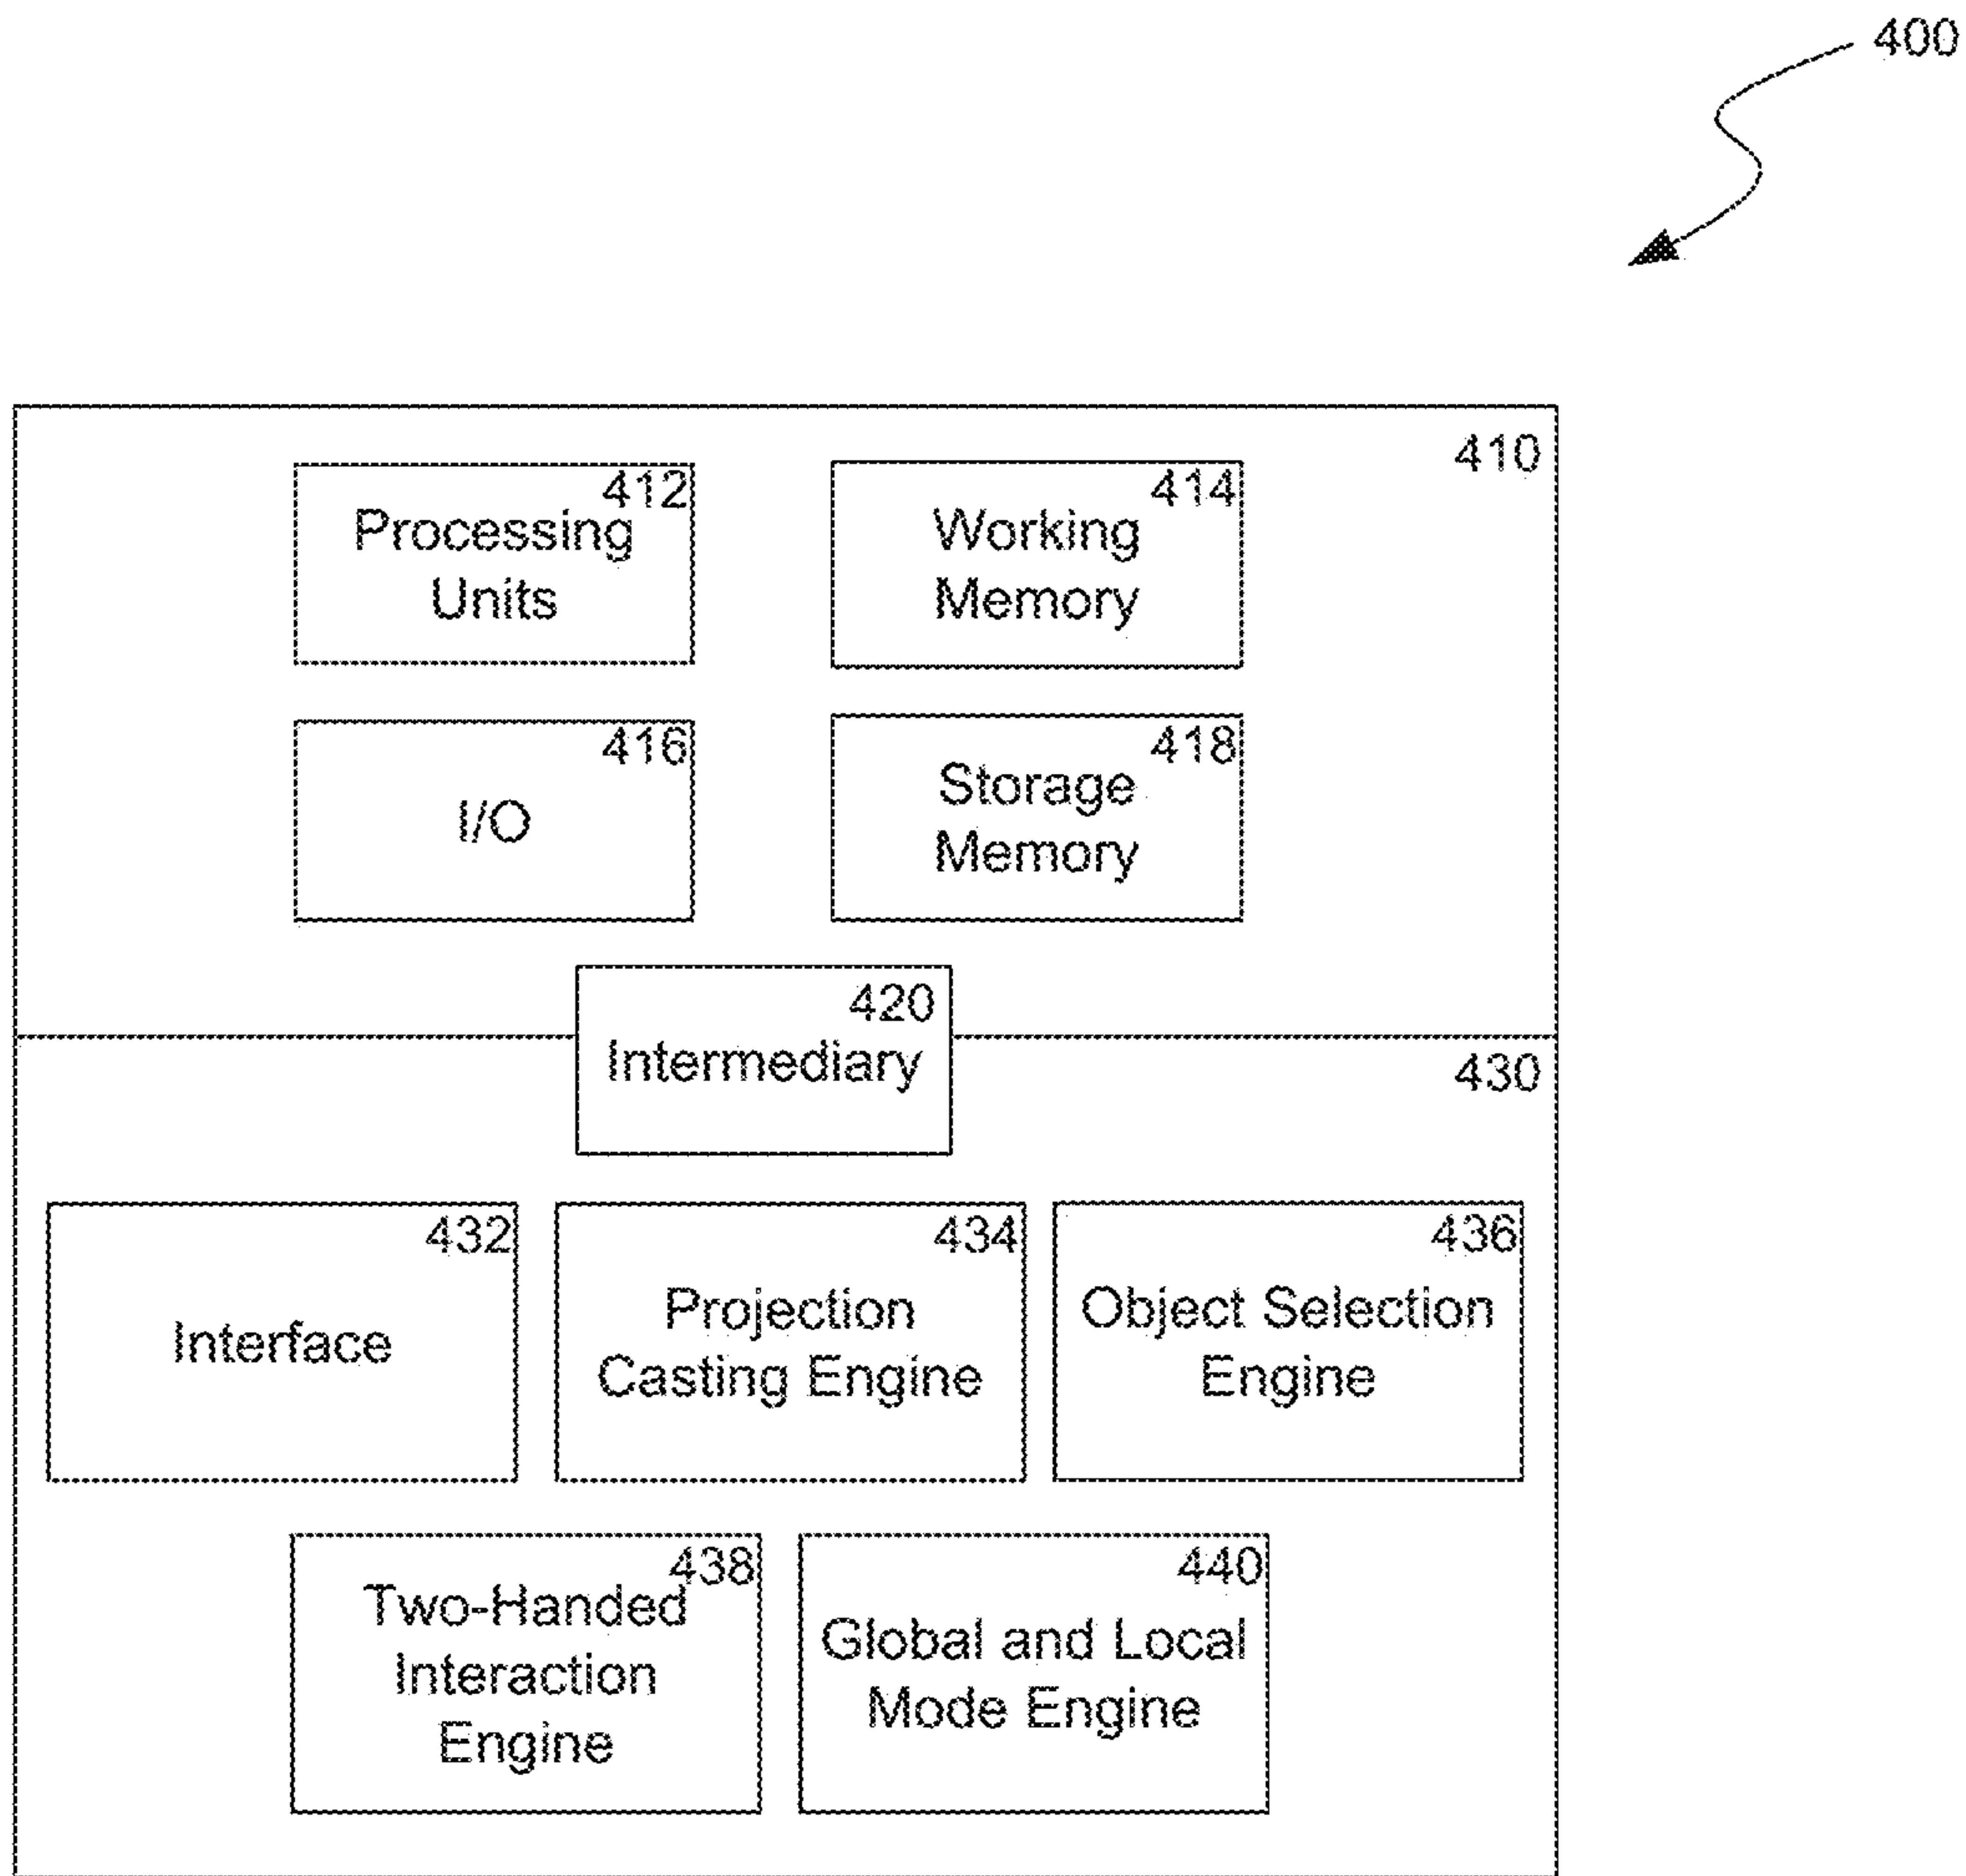 400
410
412
Processing
Units
414
Working
Memory
416
I/O
418
Storage
Memory
420
Intermediary
430
432
Interface
434
Projection
Casting Engine
436
Object Selection
Engine
438
Two-Handed
Interaction
Engine
440
Global and Local
Mode Engine